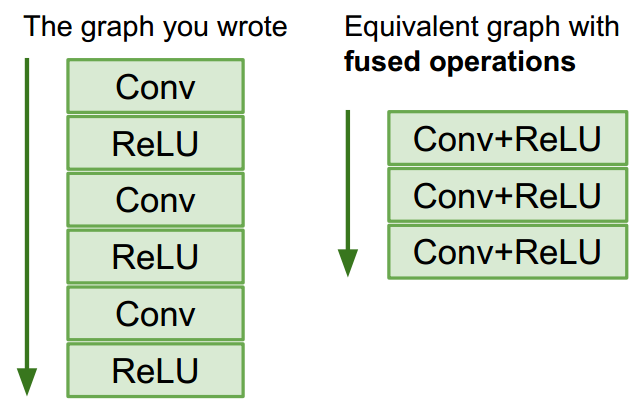 The graph you wrote
Conv
ReLU
Conv
ReLU
Conv
ReLU
Equivalent graph with
fused operations
Conv+ReLU
Conv+ReLU
Conv+ReLU